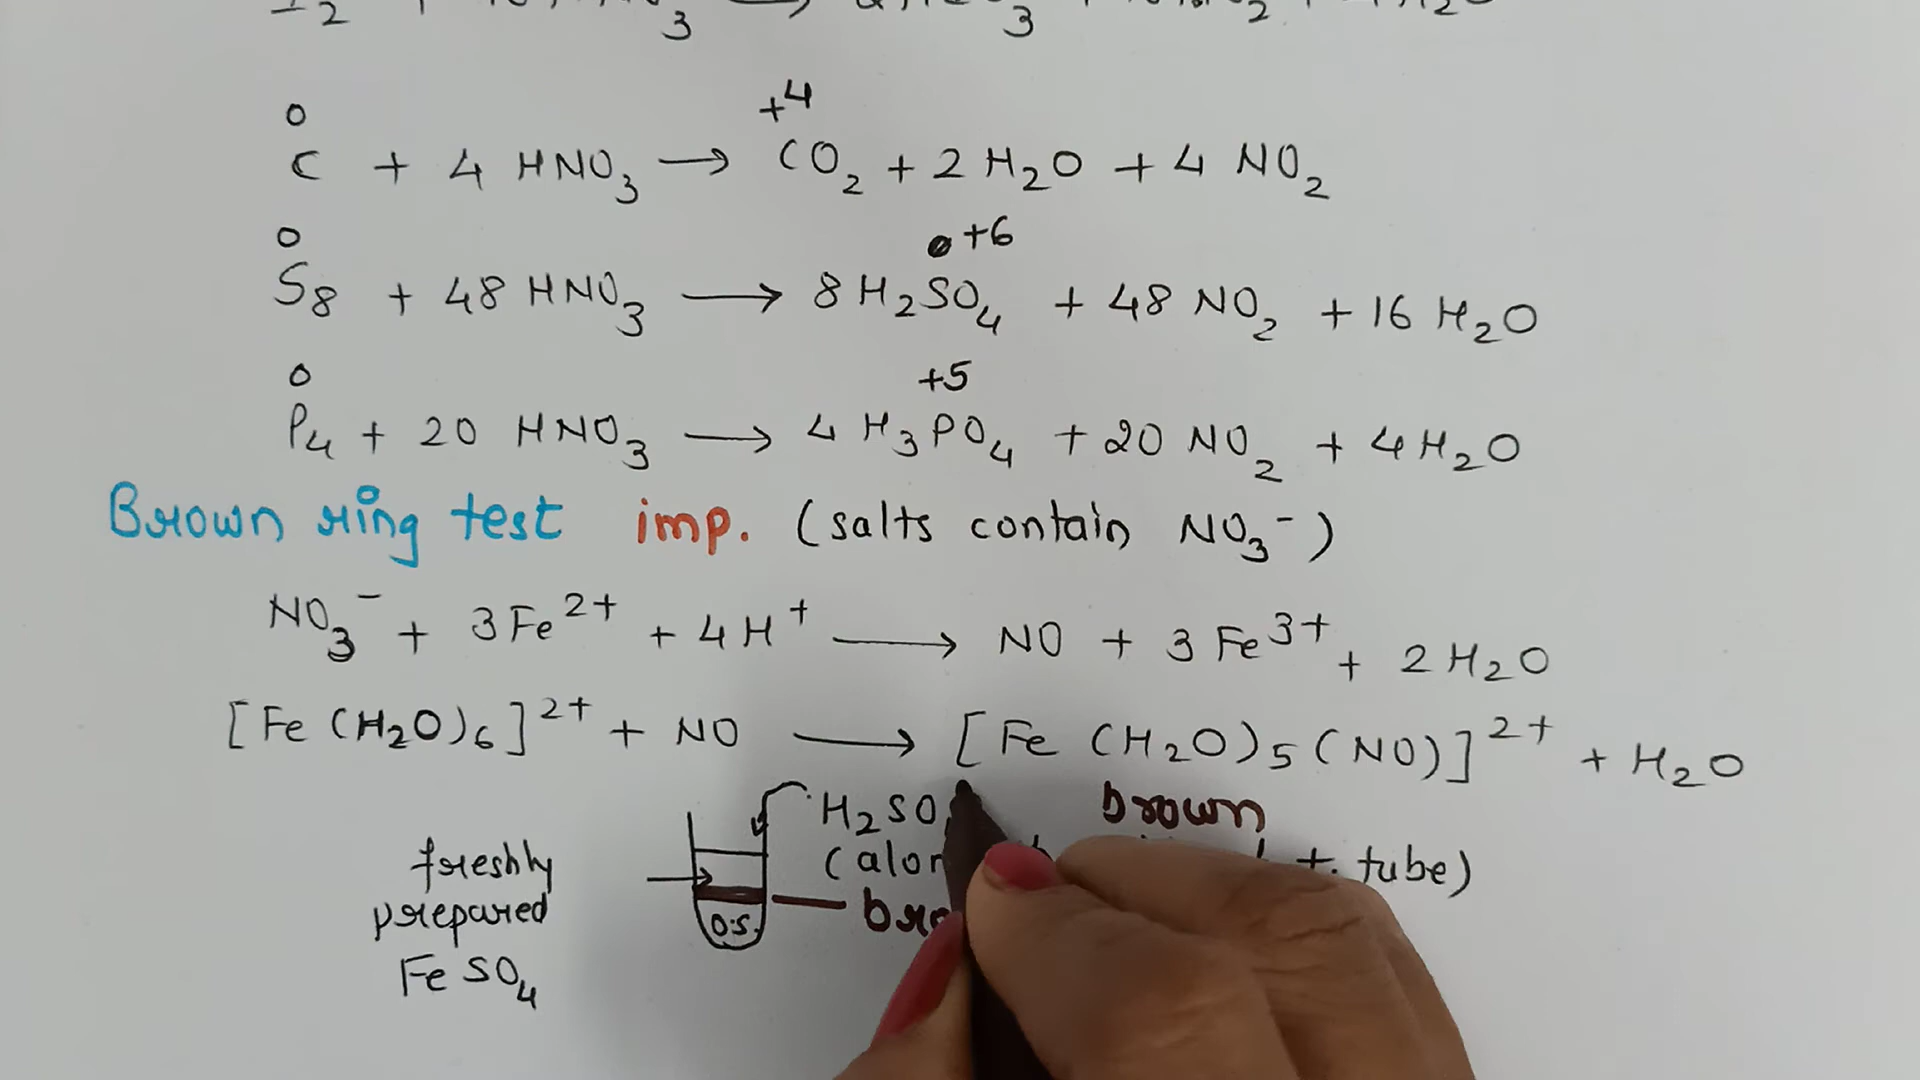 0 +4
C + 4 HNO₃ → CO₂ + 2 H₂O + 4 NO₂
0 +6
S₈ + 48 HNO₃ → 8 H₂SO₄ + 48 NO₂ + 16 H₂O
0 +5
P₄ + 20 HNO₃ → 4 H₃PO₄ + 20 NO₂ + 4 H₂O
Brown ring test imp. (salts contain NO₃⁻)
NO₃⁻ + 3 Fe²⁺ + 4 H⁺ → NO + 3 Fe³⁺ + 2 H₂O
[Fe (H₂O)₆]²⁺ + NO → [Fe (H₂O)₅ (NO)]²⁺ + H₂O
H₂SO brown
tube)
freshly
prepared
FeSO₄
O.S.